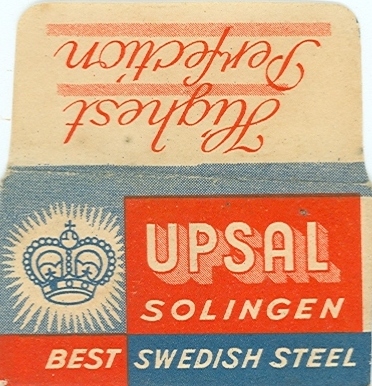 Highest
Perfection
UPSAL
SOLINGEN
BEST SWEDISH STEEL